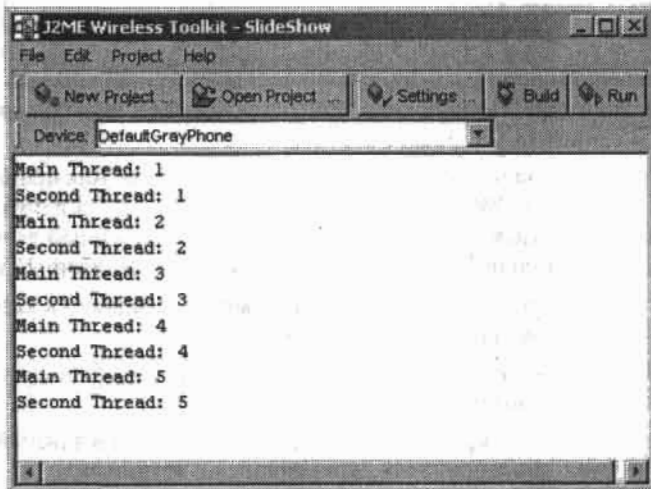 J2ME Wireless Toolkit - SlideShow
File Edit Project Help
New Project ... Open Project ... Settings ... Build Run
Device: DefaultGrayPhone
Main Thread: 1
Second Thread: 1
Main Thread: 2
Second Thread: 2
Main Thread: 3
Second Thread: 3
Main Thread: 4
Second Thread: 4
Main Thread: 5
Second Thread: 5